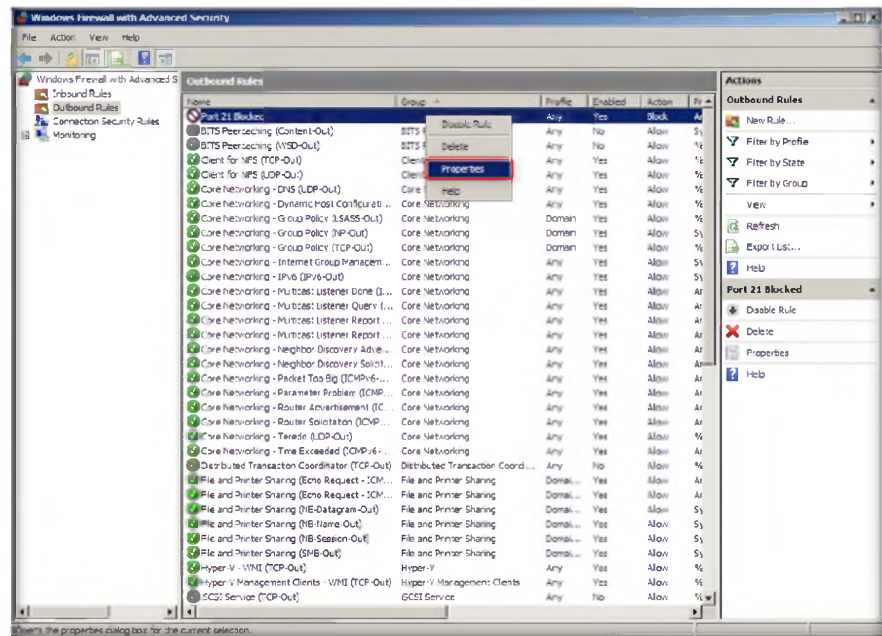 Windows Firewall with Advanced Security
File Action View Help
Windows Firewall with Advanced S
Inbound Rules
Outbound Rules
Connection Security Rules
Monitoring
Outbound Rules
Name Group Profile Enabled Action
Port 21 Blocked Any Yes Block
BITS Peercaching (Content-Out) BITS Any No Allow
BITS Peercaching (WSD-Out) BITS Any No Allow
Client for NFS (TCP-Out) Client Any Yes Allow
Client for NFS (UDP-Out) Client Any Yes Allow
Core Networking - DNS (UDP-Out) Core Any Yes Allow
Core Networking - Dynamic Host Configurati... Core Networking Any Yes Allow
Core Networking - Group Policy (LSASS-Out) Core Networking Domain Yes Allow
Core Networking - Group Policy (NP-Out) Core Networking Domain Yes Allow
Core Networking - Group Policy (TCP-Out) Core Networking Domain Yes Allow
Core Networking - Internet Group Managem... Core Networking Any Yes Allow
Core Networking - IPv6 (IPv6-Out) Core Networking Any Yes Allow
Core Networking - Multicast Listener Done (I... Core Networking Any Yes Allow
Core Networking - Multicast Listener Query (... Core Networking Any Yes Allow
Core Networking - Multicast Listener Report ... Core Networking Any Yes Allow
Core Networking - Multicast Listener Report ... Core Networking Any Yes Allow
Core Networking - Neighbor Discovery Adve... Core Networking Any Yes Allow
Core Networking - Neighbor Discovery Solicit... Core Networking Any Yes Allow
Core Networking - Packet Too Big (ICMPv6-... Core Networking Any Yes Allow
Core Networking - Parameter Problem (ICMP... Core Networking Any Yes Allow
Core Networking - Router Advertisement (IC... Core Networking Any Yes Allow
Core Networking - Router Solicitation (ICMP... Core Networking Any Yes Allow
Core Networking - Teredo (UDP-Out) Core Networking Any Yes Allow
Core Networking - Time Exceeded (ICMPv6-... Core Networking Any Yes Allow
Distributed Transaction Coordinator (TCP-Out) Distributed Transaction Coord... Any No Allow
File and Printer Sharing (Echo Request - ICM... File and Printer Sharing Domai... Yes Allow
File and Printer Sharing (Echo Request - ICM... File and Printer Sharing Domai... Yes Allow
File and Printer Sharing (NB-Datagram-Out) File and Printer Sharing Domai... Yes Allow
File and Printer Sharing (NB-Name-Out) File and Printer Sharing Domai... Yes Allow
File and Printer Sharing (NB-Session-Out) File and Printer Sharing Domai... Yes Allow
File and Printer Sharing (SMB-Out) File and Printer Sharing Domai... Yes Allow
Hyper-V - WMI (TCP-Out) Hyper-V Any Yes Allow
Hyper-V Management Clients - WMI (TCP-Out) Hyper-V Management Clients Any Yes Allow
iSCSI Service (TCP-Out) iSCSI Service Any No Allow
Disable Rule
Delete
Properties
Help
Actions
Outbound Rules
New Rule...
Filter by Profile
Filter by State
Filter by Group
View
Refresh
Export List...
Help
Port 21 Blocked
Disable Rule
Delete
Properties
Help
Opens the properties dialog box for the current selection.